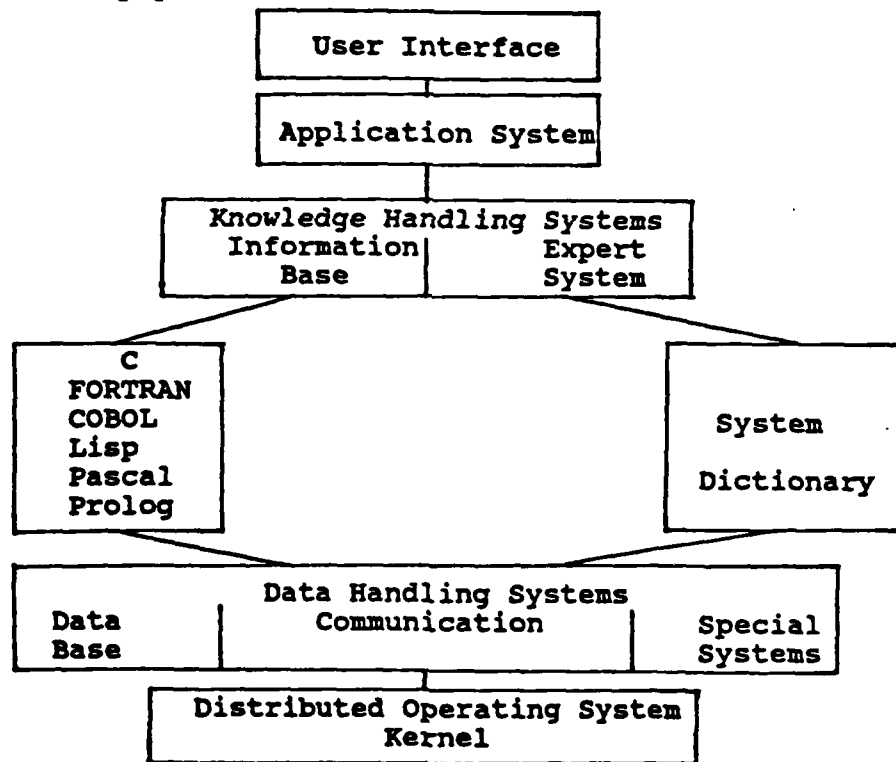 User Interface
Application System
Knowledge Handling Systems
Information Expert
Base System
C
FORTRAN
COBOL
Lisp
Pascal
Prolog
System
Dictionary
Data Handling Systems
Data Communication Special
Base Systems
Distributed Operating System
Kernel